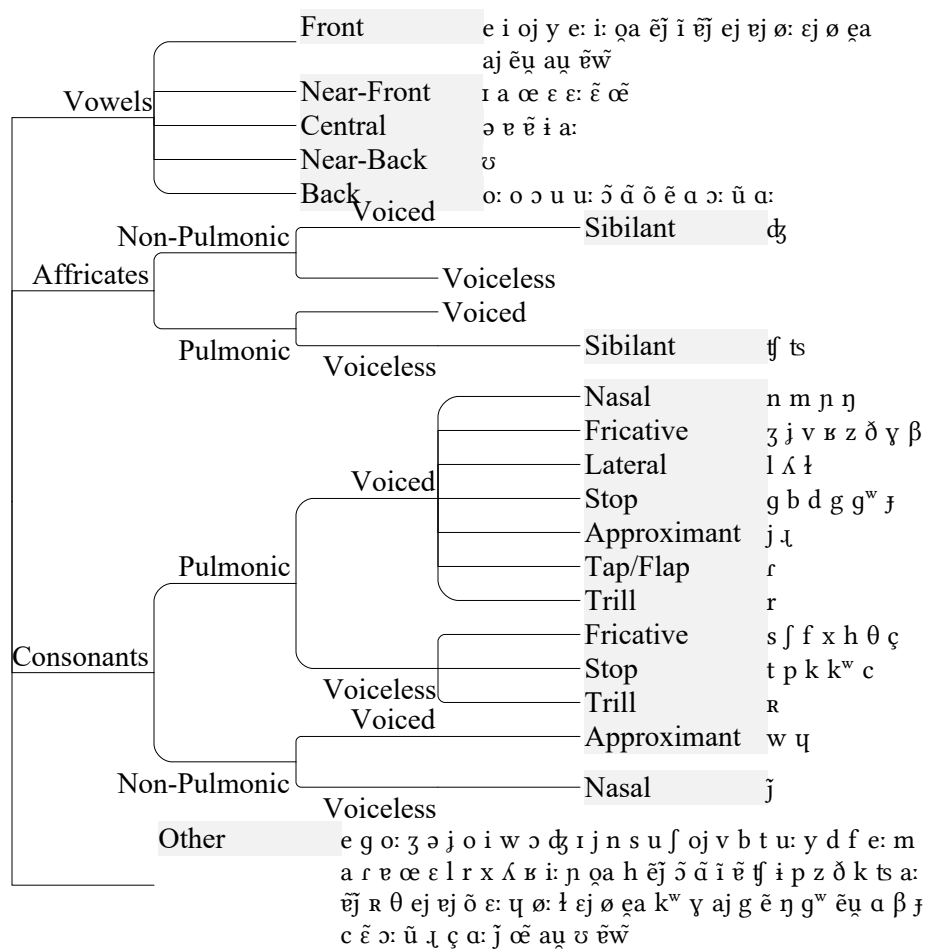 Front e i oj y eː iː o̯a ẽj̃ ĩ ɐ̃j̃ ej ɐj øː ɛj ø e̯a
aj ẽu̯ au̯ ɐ̃w̃
Vowels
Near-Front ɪ a œ ɛ ɛː ɛ̃ œ̃
Central ə ɐ ɐ̃ ɨ aː
Near-Back ʊ
Back oː o ɔ u uː ɔ̃ ɑ̃ õ ẽ ɑ ɔː ũ ɑː
Voiced
Sibilant ʤ
Non-Pulmonic
Affricates
Voiceless
Voiced
Pulmonic
Sibilant ʧ ʦ
Voiceless
Nasal n m ɲ ŋ
Fricative ʒ ʝ v ʁ z ð ɣ β
Lateral l ʎ ɫ
Voiced
Stop ɡ b d g ɡʷ ɟ
Approximant j ɻ
Pulmonic
Tap/Flap ɾ
Trill r
Fricative s ʃ f x h θ ç
Consonants
Stop t p k kʷ c
Voiceless
Trill ʀ
Voiced
Approximant w ɥ
Non-Pulmonic
Nasal j̃
Voiceless
Other e ɡ oː ʒ ə ʝ o i w ɔ ʤ ɪ j n s u ʃ oj v b t uː y d f eː m
a ɾ ɐ œ ɛ l r x ʎ ʁ iː ɲ o̯a h ẽj̃ ɔ̃ ɑ̃ ĩ ɐ̃ ʧ ɨ p z ð k ʦ aː
ɐ̃j̃ ʀ θ ej ɐj õ ɛː ɥ øː ɫ ɛj ø e̯a kʷ ɣ aj g ẽ ŋ ɡʷ ẽu̯ ɑ β ɟ
c ɛ̃ ɔː ũ ɻ ç ɑː j̃ œ̃ au̯ ʊ ɐ̃w̃